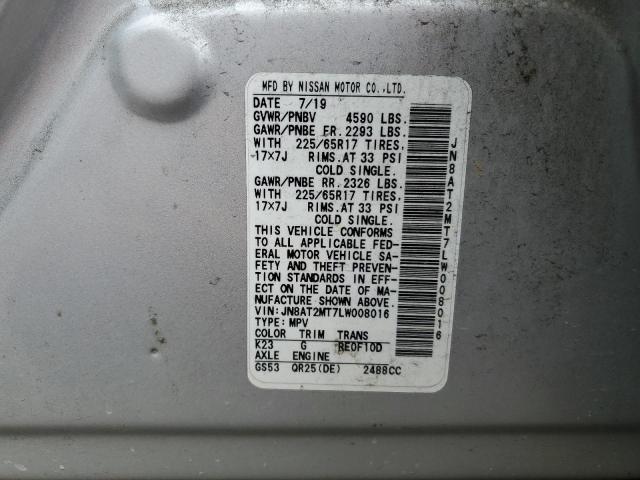 MFD BY NISSAN MOTOR CO.,LTD.
DATE 7/19
GVWR/PNBV 4590 LBS.
GAWR/PNBE FR.2293 LBS.
WITH 225/65R17 TIRES,
17×7J RIMS.AT 33 PSI
COLD SINGLE.
GAWR/PNBE RR.2326 LBS.
WITH 225/65R17 TIRES,
17×7J RIMS.AT 33 PSI
COLD SINGLE.
THIS VEHICLE CONFORMS
TO ALL APPLICABLE FED-
ERAL MOTOR VEHICLE SA-
FETY AND THEFT PREVEN-
TION STANDARDS IN EFF-
ECT ON THE DATE OF MA-
NUFACTURE SHOWN ABOVE.
VIN:JN8AT2MT7LW008016
TYPE:MPV
COLOR TRIM TRANS
K23 G RE0F10D
AXLE ENGINE
GS53 QR25(DE) 2488CC
JN8AT2MT7LW008016